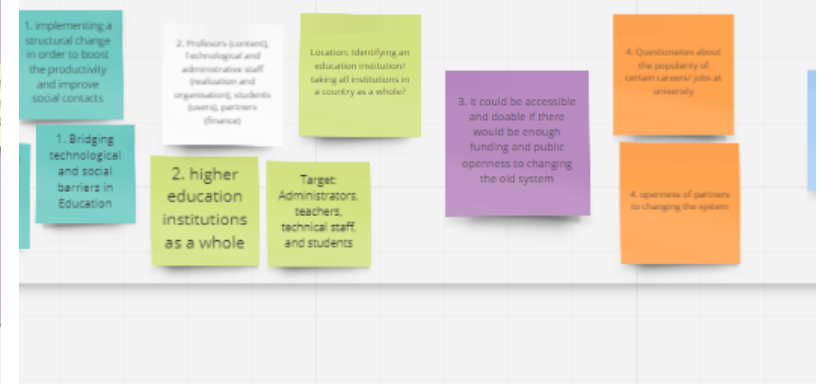 1. implementing a
structural change
in order to boost
the productivity
and improve
social contacts
1. Bridging
technological
and social
barriers in
Education
2. Profesors (content),
Technological and
administrative staff
(realization and
organisation), students
(users), partners
(finance)
2. higher
education
institutions
as a whole
Location: Identifying an
education institution/
taking all institutions in
a country as a whole?
Target:
Administrators,
teachers,
technical staff,
and students
3. it could be accessible
and doable if there
would be enough
funding and public
openness to changing
the old system
4. Questionaties about
the popularity of
certain careers/ jobs at
university
4. openness of partners
to changing the system